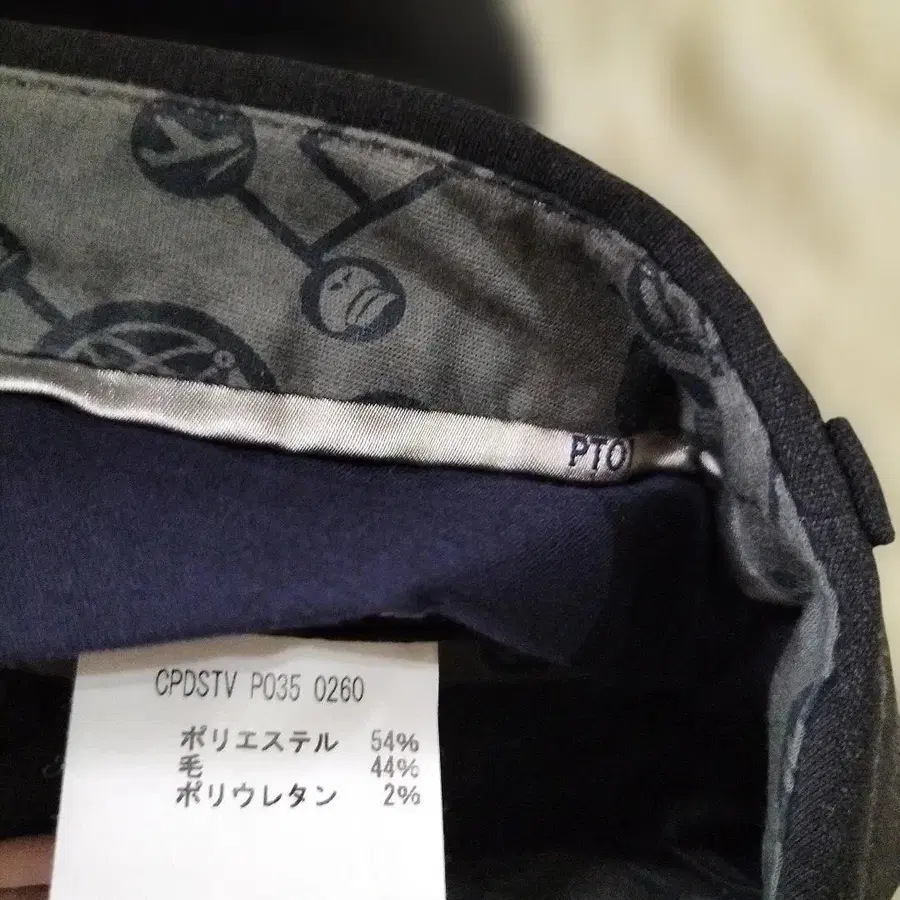 PTO
CPDSTV P035 0260
ポリエステル 54%
毛 44%
ポリウレタン 2%